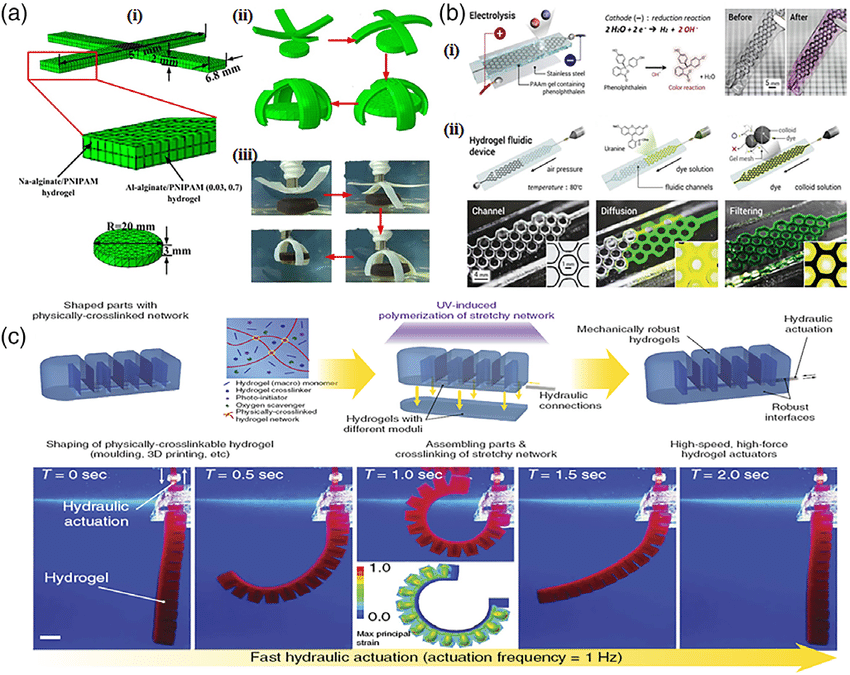 (a)
(i)
57 mm
2 mm
6.8 mm
Na-alginate/PNIPAM
hydrogel
Al-alginate/PNIPAM (0.03, 0.7)
hydrogel
R=20 mm
3 mm
(ii)
(iii)
(b)
(i)
Electrolysis
Stainless steel
PAAm gel containing
phenolphthalein
Cathode (−) : reduction reaction
2 H₂O + 2 e⁻ → H₂ + 2 OH⁻
OH⁻
+ H₂O
Phenolphthalein
Color reaction
Before
After
5 mm
(ii)
Hydrogel fluidic
device
air pressure
temperature : 80℃
Uranine
dye solution
fluidic channels
colloid
dye
Gel mesh
dye
colloid solution
Channel
4 mm
1 mm
Diffusion
Filtering
(c)
Shaped parts with
physically-crosslinked network
Hydrogel (macro) monomer
Hydrogel crosslinker
Photo-initiator
Oxygen scavenger
Physically-crosslinked
hydrogel network
Shaping of physically-crosslinkable hydrogel
(moulding, 3D printing, etc)
UV-induced
polymerization of stretchy network
Hydrogels with
different moduli
Hydraulic
connections
Assembling parts &
crosslinking of stretchy network
Mechanically robust
hydrogels
Hydraulic
actuation
Robust
interfaces
High-speed, high-force
hydrogel actuators
T = 0 sec
Hydraulic
actuation
Hydrogel
T = 0.5 sec
T = 1.0 sec
1.0
0.0
Max principal
strain
T = 1.5 sec
T = 2.0 sec
Fast hydraulic actuation (actuation frequency = 1 Hz)